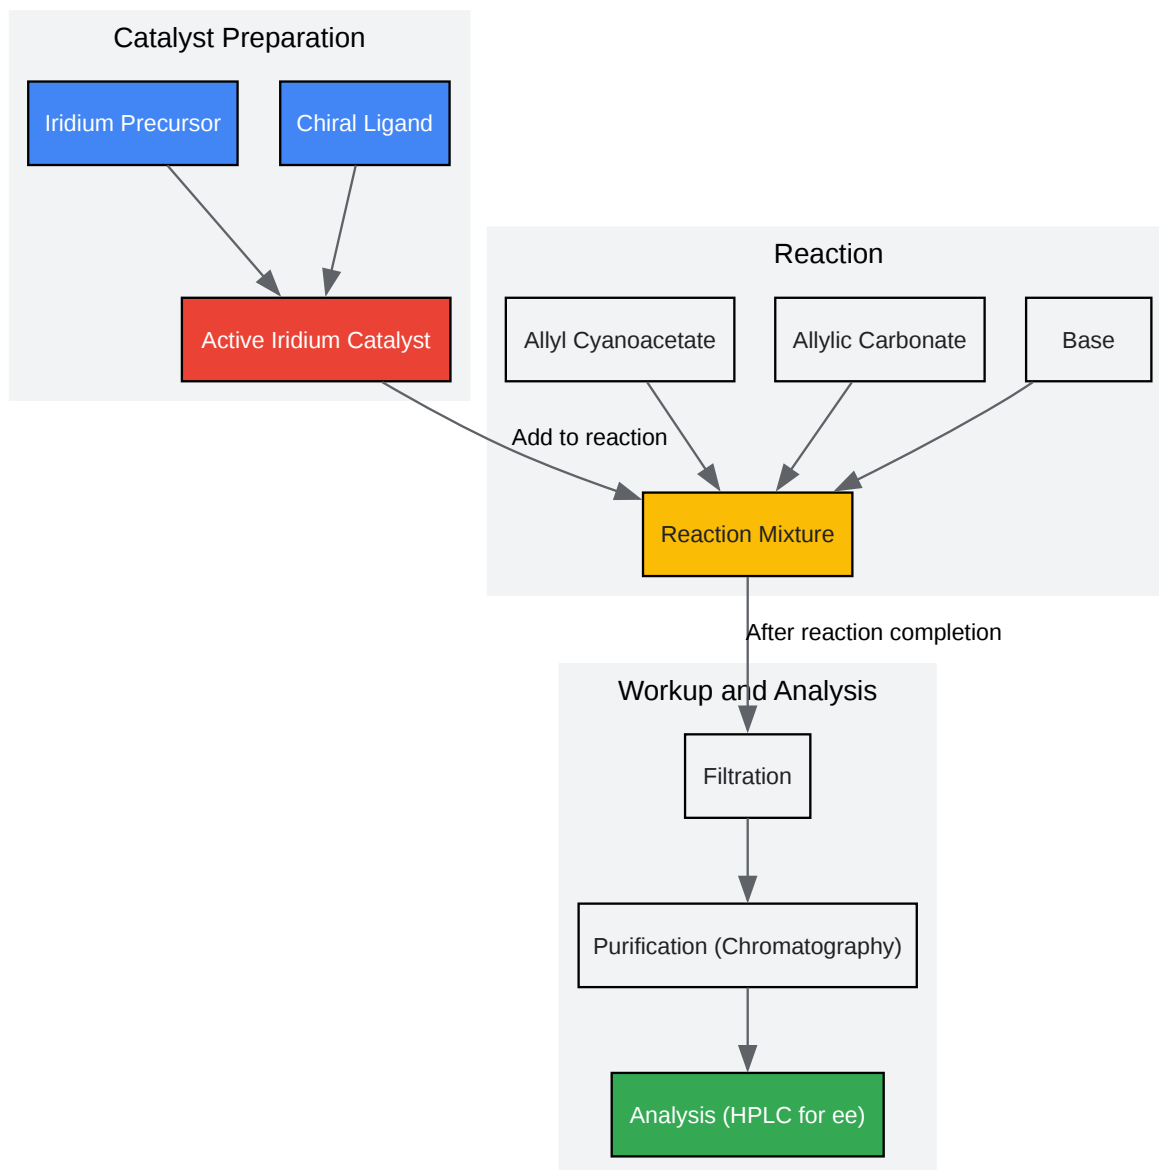 Catalyst Preparation
Iridium Precursor
Chiral Ligand
Active Iridium Catalyst
Reaction
Allyl Cyanoacetate
Allylic Carbonate
Base
Add to reaction
Reaction Mixture
After reaction completion
Workup and Analysis
Filtration
Purification (Chromatography)
Analysis (HPLC for ee)